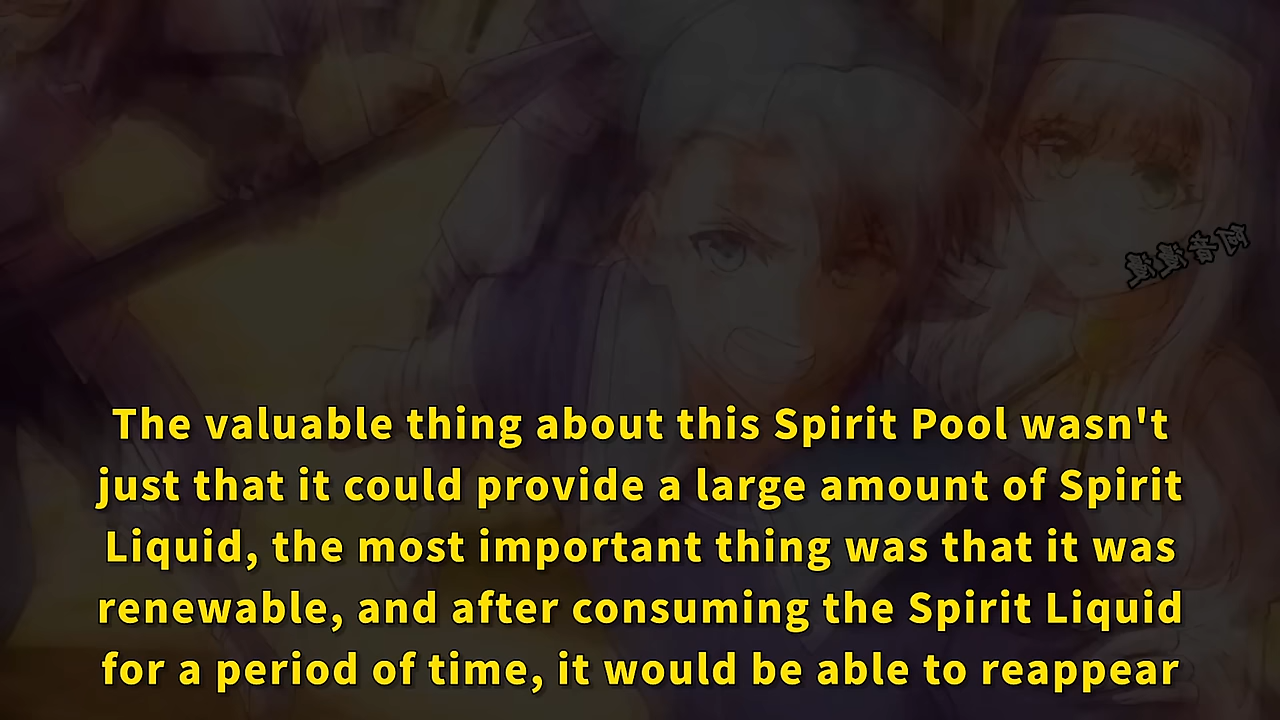 The valuable thing about this Spirit Pool wasn't
just that it could provide a large amount of Spirit
Liquid, the most important thing was that it was
renewable, and after consuming the Spirit Liquid
for a period of time, it would be able to reappear